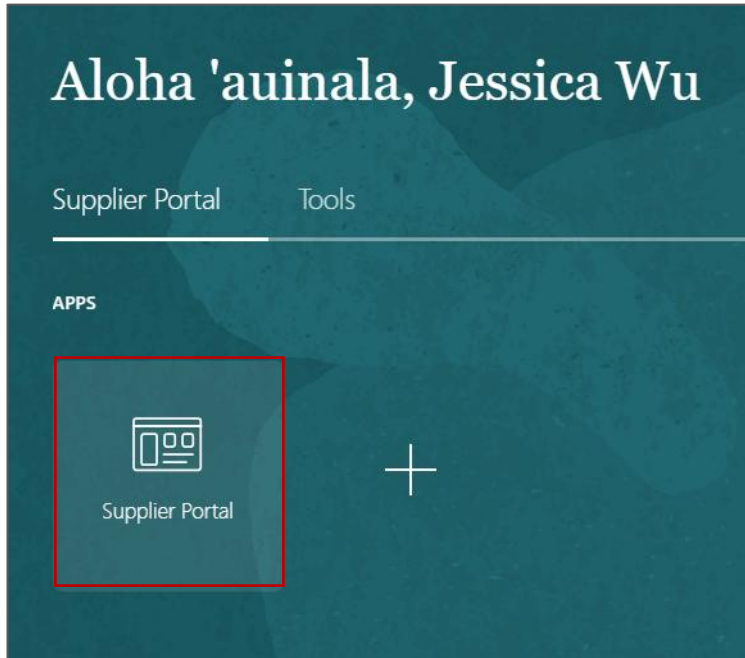 Aloha 'auinala, Jessica Wu
Supplier Portal Tools
APPS
Supplier Portal